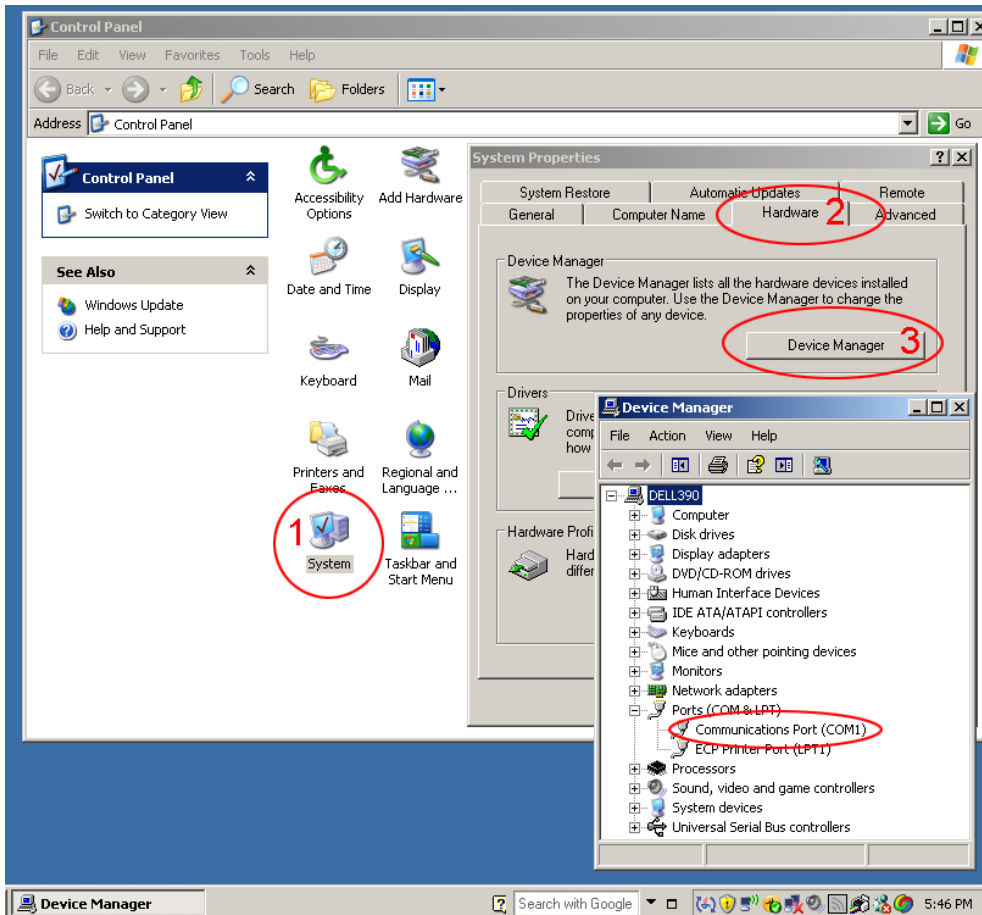 Control Panel
File Edit View Favorites Tools Help
Back Search Folders
Address Control Panel Go
Control Panel
Switch to Category View
See Also
Windows Update
Help and Support
Accessibility Options
Add Hardware
Date and Time
Display
Keyboard
Mail
Printers and Faxes
Regional and Language ...
1
System
Taskbar and Start Menu
System Properties
System Restore Automatic Updates Remote
General Computer Name Hardware 2 Advanced
Device Manager
The Device Manager lists all the hardware devices installed
on your computer. Use the Device Manager to change the
properties of any device.
Device Manager 3
Drivers
how
Hardware
Device Manager
File Action View Help
DELL390
Computer
Disk drives
Display adapters
DVD/CD-ROM drives
Human Interface Devices
IDE ATA/ATAPI controllers
Keyboards
Mice and other pointing devices
Monitors
Network adapters
Ports (COM & LPT)
Communications Port (COM1)
ECP Printer Port (LPT1)
Processors
Sound, video and game controllers
System devices
Universal Serial Bus controllers
Device Manager
Search with Google
5:46 PM